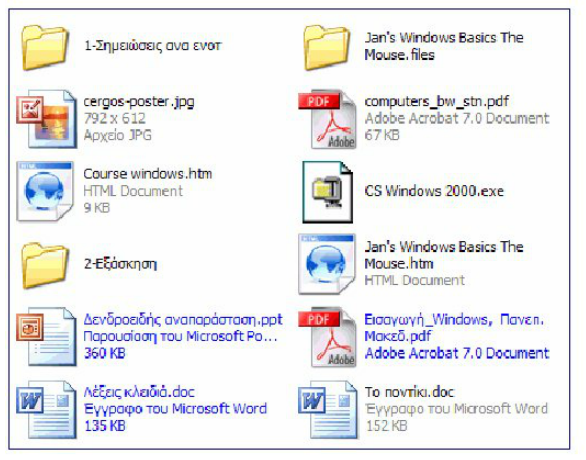 1-Σημειώσεις ανα ενοτ
Jan's Windows Basics The
Mouse.files
cergos-poster.jpg
792 x 612
Αρχείο JPG
PDF
Adobe
computers_bw_stn.pdf
Adobe Acrobat 7.0 Document
67 KB
Course windows.htm
HTML Document
9 KB
CS Windows 2000.exe
2-Εξάσκηση
Jan's Windows Basics The
Mouse.htm
HTML Document
Δενδροειδής αναπαράσταση.ppt
Παρουσίαση του Microsoft Po...
360 KB
PDF
Adobe
Εισαγωγή_Windows, Πανεπ.
Μακεδ.pdf
Adobe Acrobat 7.0 Document
Λέξεις κλειδιά.doc
Έγγραφο του Microsoft Word
135 KB
Το ποντίκι.doc
Έγγραφο του Microsoft Word
152 KB